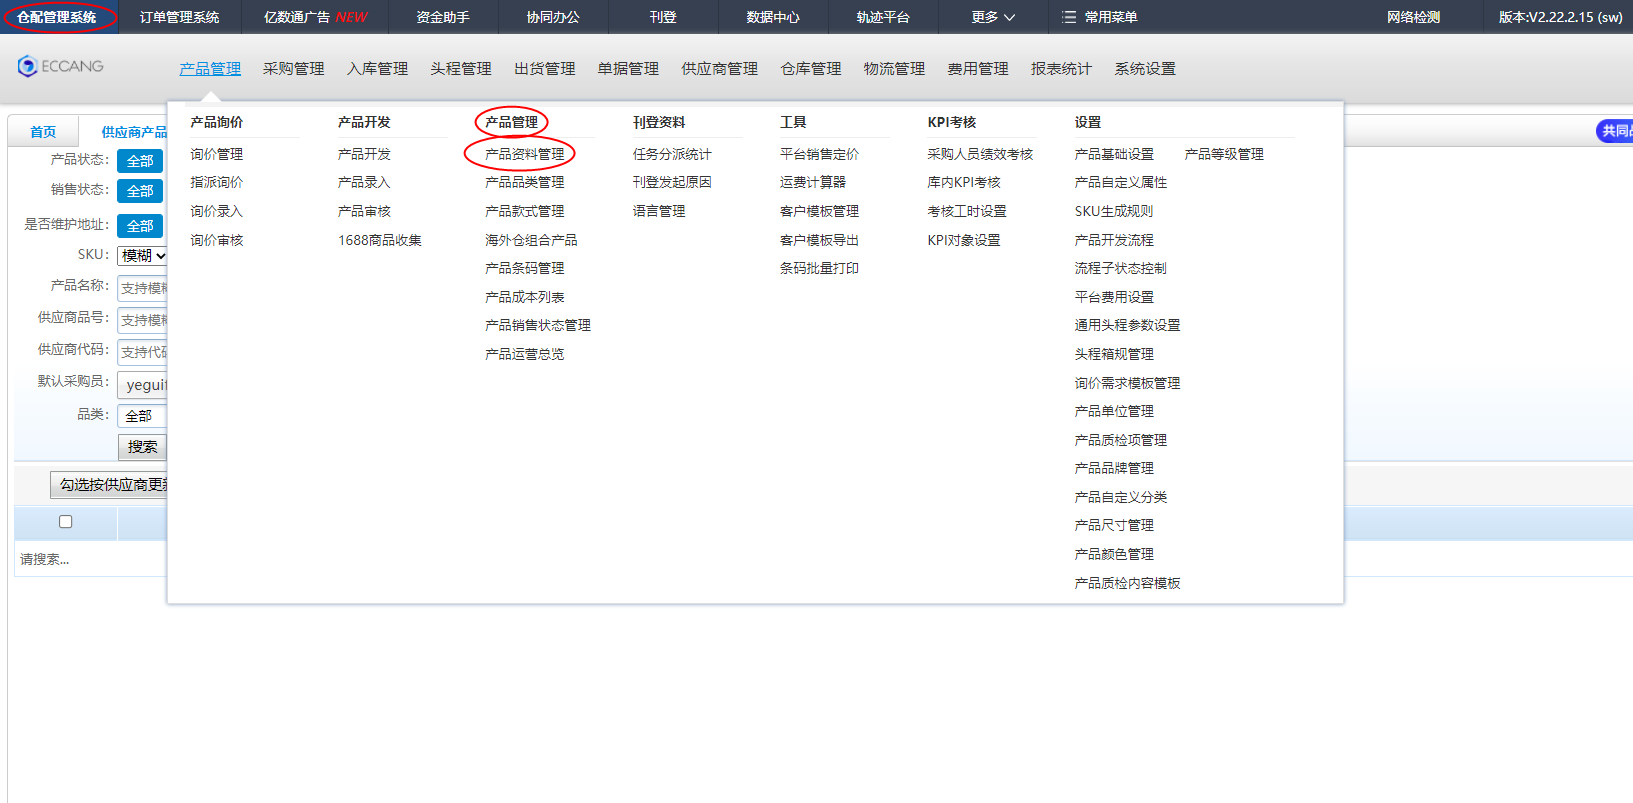 仓配管理系统 订单管理系统 亿数通广告 NEW 资金助手 协同办公 刊登 数据中心 轨迹平台 更多 常用菜单 网络检测 版本:V2.22.2.15 (sw)
ECCANG 产品管理 采购管理 入库管理 头程管理 出货管理 单据管理 供应商管理 仓库管理 物流管理 费用管理 报表统计 系统设置
首页 供应商产品
共同
产品状态: 全部
销售状态: 全部
是否维护地址: 全部
SKU: 模糊
产品名称: 支持模糊
供应商品号: 支持模糊
供应商代码: 支持代码
默认采购员: yeguif
品类: 全部
搜索
勾选按供应商更新
请搜索...
产品询价
询价管理
指派询价
询价录入
询价审核
产品开发
产品开发
产品录入
产品审核
1688商品收集
产品管理
产品资料管理
产品品类管理
产品款式管理
海外仓组合产品
产品条码管理
产品成本列表
产品销售状态管理
产品运营总览
刊登资料
任务分派统计
刊登发起原因
语言管理
工具
平台销售定价
运费计算器
客户模板管理
客户模板导出
条码批量打印
KPI考核
采购人员绩效考核
库内KPI考核
考核工时设置
KPI对象设置
设置
产品基础设置 产品等级管理
产品自定义属性
SKU生成规则
产品开发流程
流程子状态控制
平台费用设置
通用头程参数设置
头程箱规管理
询价需求模板管理
产品单位管理
产品质检项管理
产品品牌管理
产品自定义分类
产品尺寸管理
产品颜色管理
产品质检内容模板